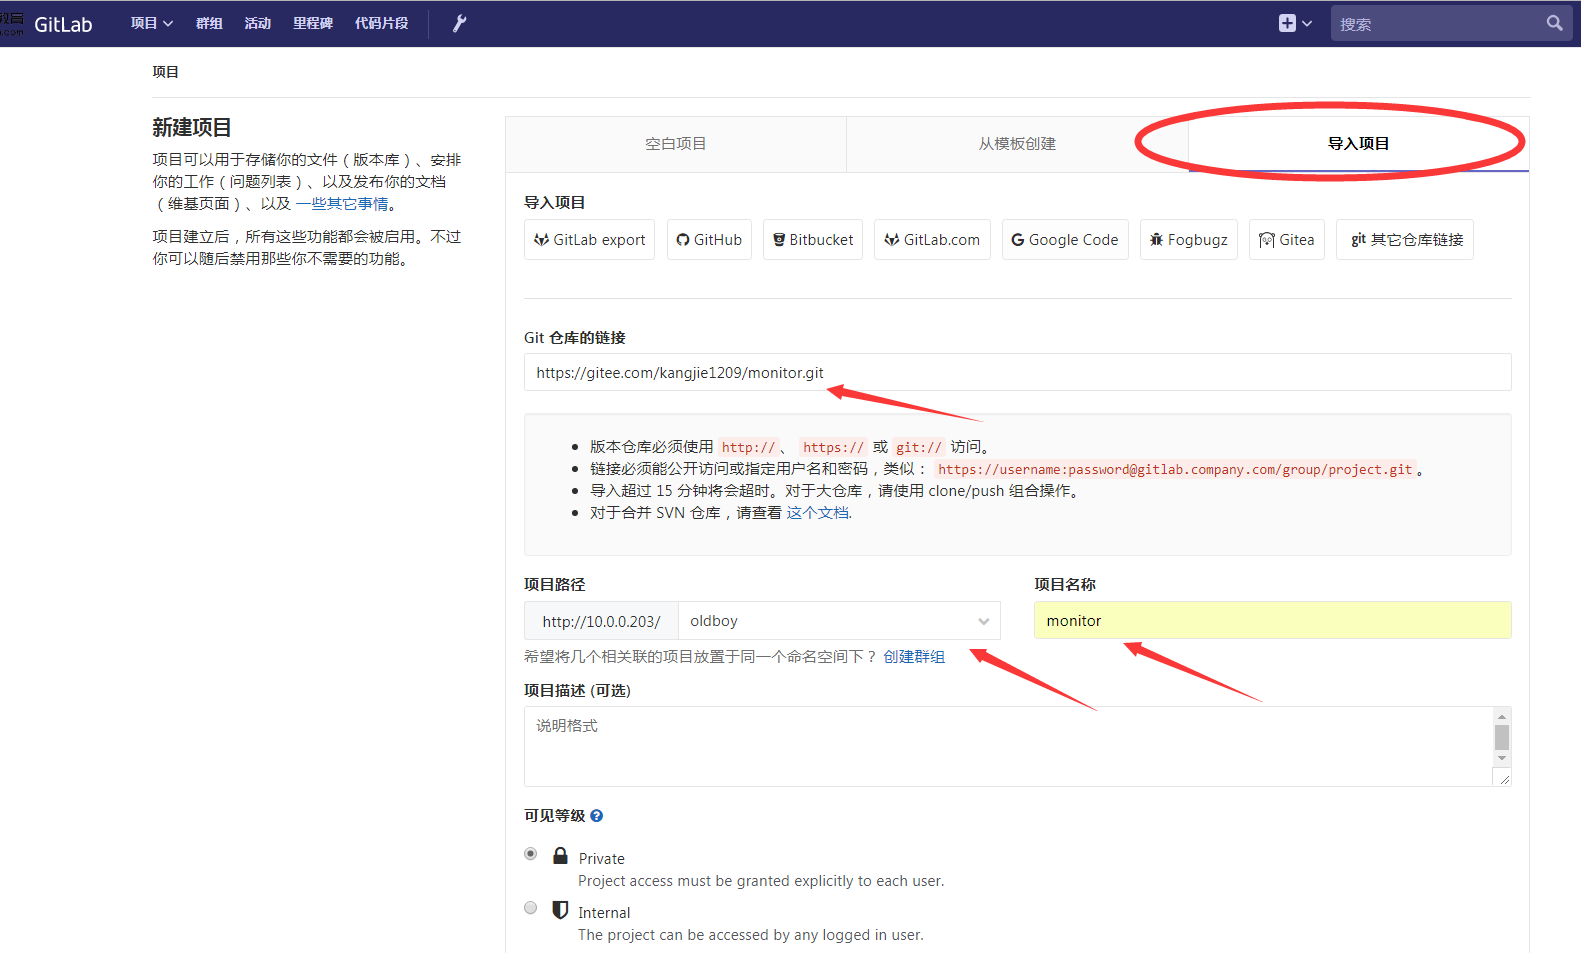 GitLab 项目 群组 活动 里程碑 代码片段 搜索
项目
新建项目
项目可以用于存储你的文件（版本库）、安排
你的工作（问题列表）、以及发布你的文档
（维基页面）、以及 一些其它事情。
项目建立后，所有这些功能都会被启用。不过
你可以随后禁用那些你不需要的功能。
空白项目 从模板创建 导入项目
导入项目
GitLab export GitHub Bitbucket GitLab.com Google Code Fogbugz Gitea git 其它仓库链接
Git 仓库的链接
https://gitee.com/kangjie1209/monitor.git
版本仓库必须使用 http://、 https:// 或 git:// 访问。
链接必须能公开访问或指定用户名和密码，类似： https://username:password@gitlab.company.com/group/project.git。
导入超过 15 分钟将会超时。对于大仓库，请使用 clone/push 组合操作。
对于合并 SVN 仓库，请查看 这个文档.
项目路径 项目名称
http://10.0.0.203/ oldboy monitor
希望将几个相关联的项目放置于同一个命名空间下？ 创建群组
项目描述 (可选)
说明格式
可见等级
Private
Project access must be granted explicitly to each user.
Internal
The project can be accessed by any logged in user.